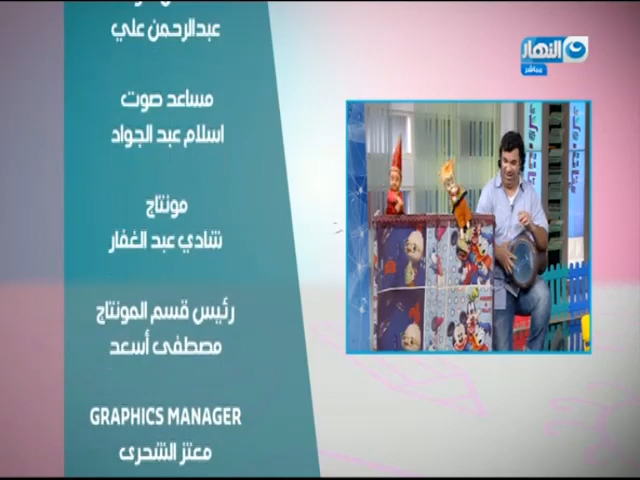 عبدالرحمن علي
مساعد صوت
اسلام عبد الجواد
مونتاج
شادي عبد الغفار
رئيس قسم المونتاج
مصطفى أسعد
GRAPHICS MANAGER
معتز الشحرى
النهار
مباشر